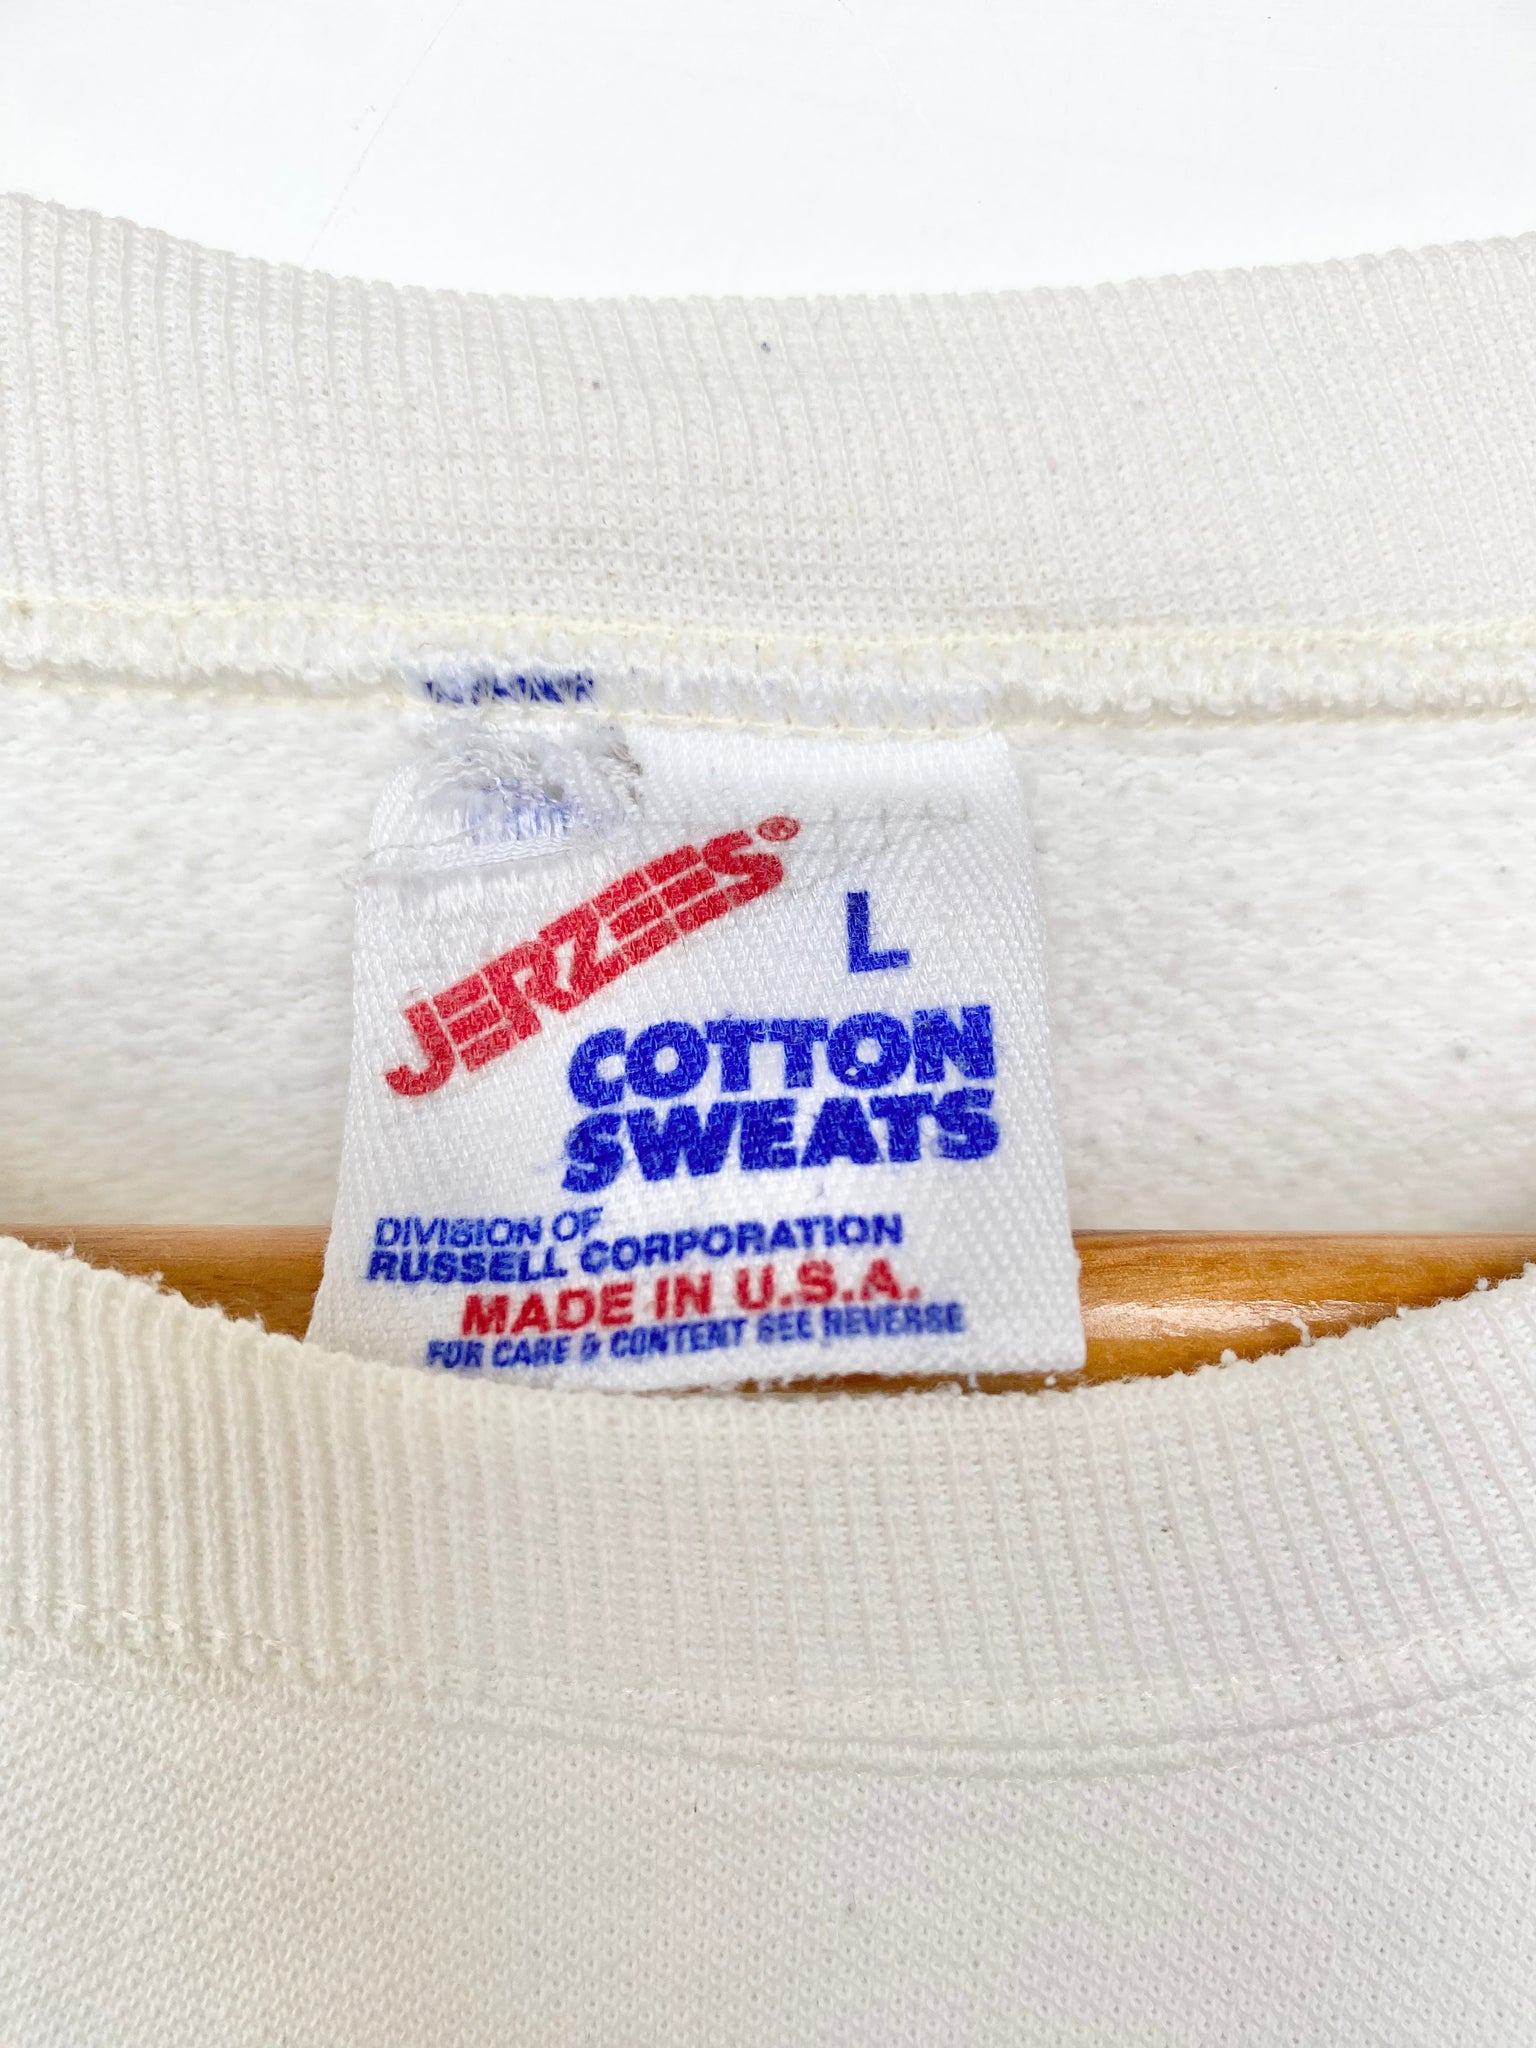 JERZEES®
L
COTTON
SWEATS
DIVISION OF
RUSSELL CORPORATION
MADE IN U.S.A.
FOR CARE & CONTENT SEE REVERSE